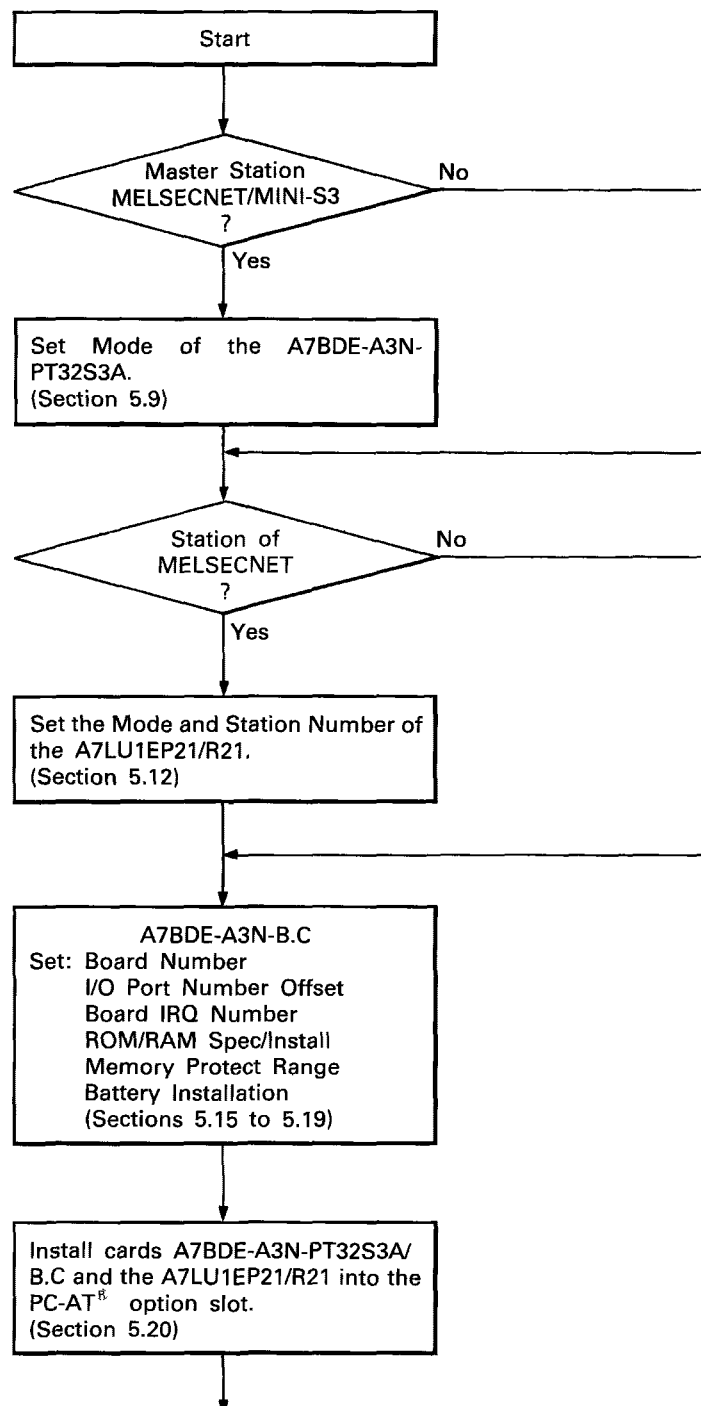 Start
Master Station
MELSECNET/MINI-S3
?
No
Yes
Set Mode of the A7BDE-A3N-
PT32S3A.
(Section 5.9)
Station of
MELSECNET
?
No
Yes
Set the Mode and Station Number of
the A7LU1EP21/R21.
(Section 5.12)
A7BDE-A3N-B.C
Set: Board Number
I/O Port Number Offset
Board IRQ Number
ROM/RAM Spec/Install
Memory Protect Range
Battery Installation
(Sections 5.15 to 5.19)
Install cards A7BDE-A3N-PT32S3A/
B.C and the A7LU1EP21/R21 into the
PC-AT® option slot.
(Section 5.20)